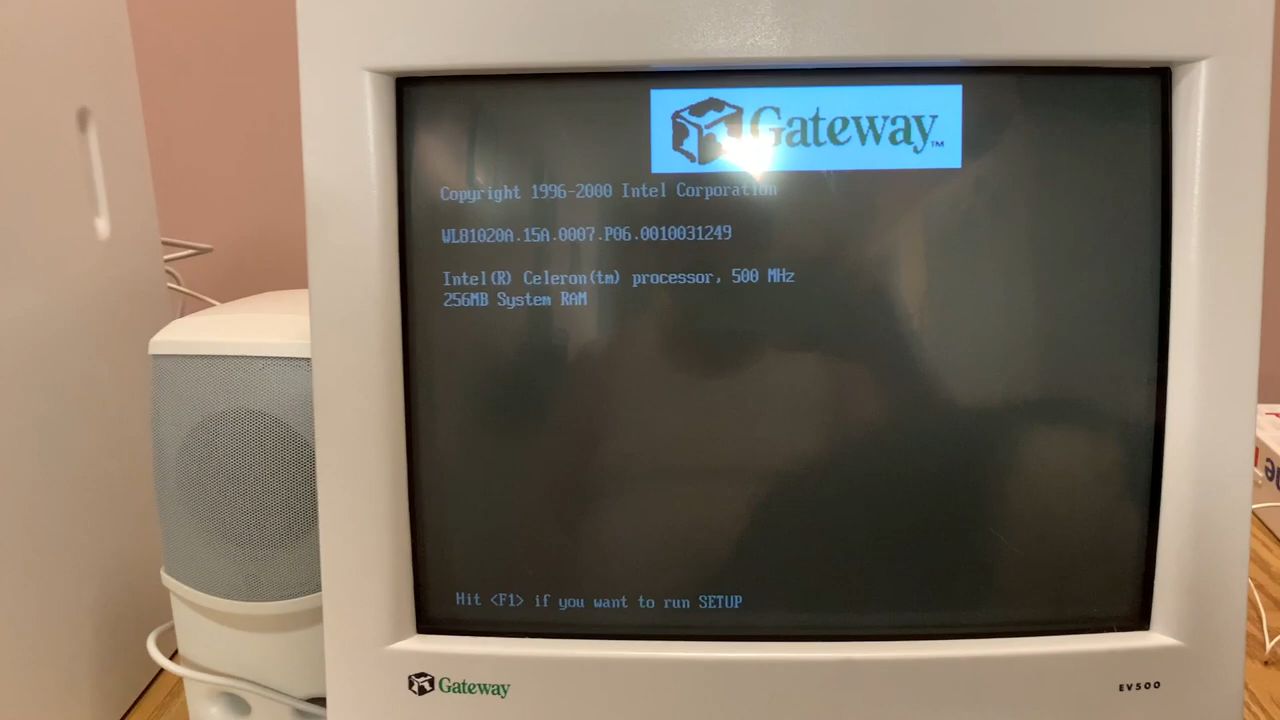 Gateway™
Copyright 1996-2000 Intel Corporation
WL81020A.15A.0007.P06.0010031249
Intel(R) Celeron(tm) processor, 500 MHz
256MB System RAM
Hit <F1> if you want to run SETUP
Gateway
EV500